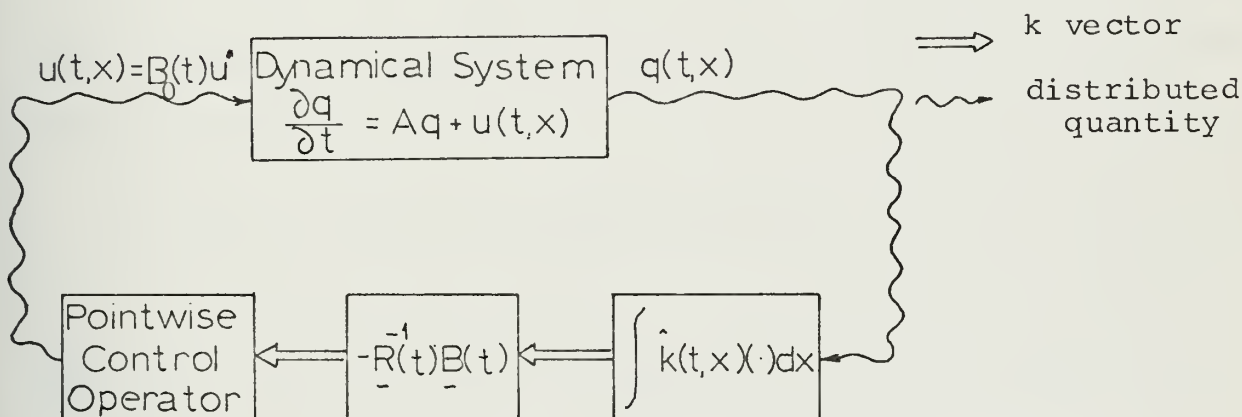 u(t,x)=B₀(t)u*
Dynamical System
∂q/∂t = Aq + u(t,x)
q(t,x)
k vector
distributed
quantity
Pointwise
Control
Operator
-R⁻¹(t)B(t)
∫ k̂(t,x)(·)dx